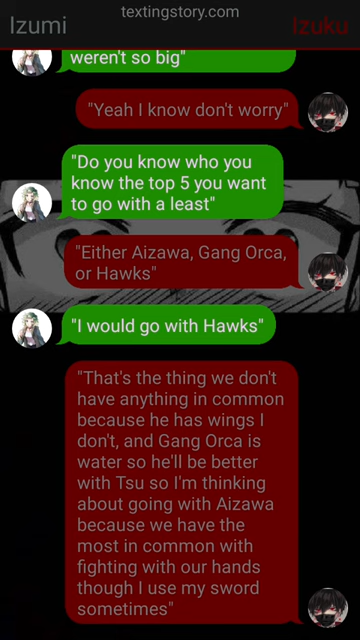 textingstory.com
Izumi
Izuku
weren't so big"
"Yeah I know don't worry"
"Do you know who you
know the top 5 you want
to go with a least"
"Either Aizawa, Gang Orca,
or Hawks"
"I would go with Hawks"
"That's the thing we don't
have anything in common
because he has wings I
don't, and Gang Orca is
water so he'll be better
with Tsu so I'm thinking
about going with Aizawa
because we have the
most in common with
fighting with our hands
though I use my sword
sometimes"